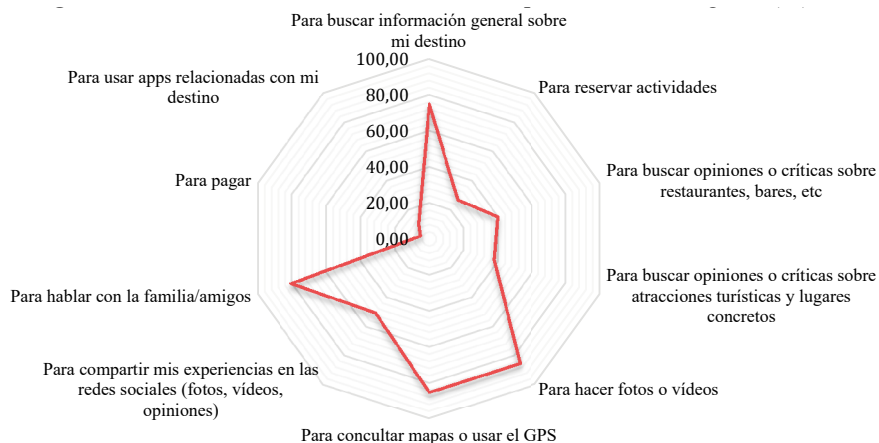 Para buscar información general sobre
mi destino
100,00
80,00
60,00
40,00
20,00
0,00
Para reservar actividades
Para buscar opiniones o críticas sobre
restaurantes, bares, etc
Para buscar opiniones o críticas sobre
atracciones turísticas y lugares
concretos
Para hacer fotos o vídeos
Para concultar mapas o usar el GPS
Para compartir mis experiencias en las
redes sociales (fotos, vídeos,
opiniones)
Para hablar con la familia/amigos
Para pagar
Para usar apps relacionadas con mi
destino